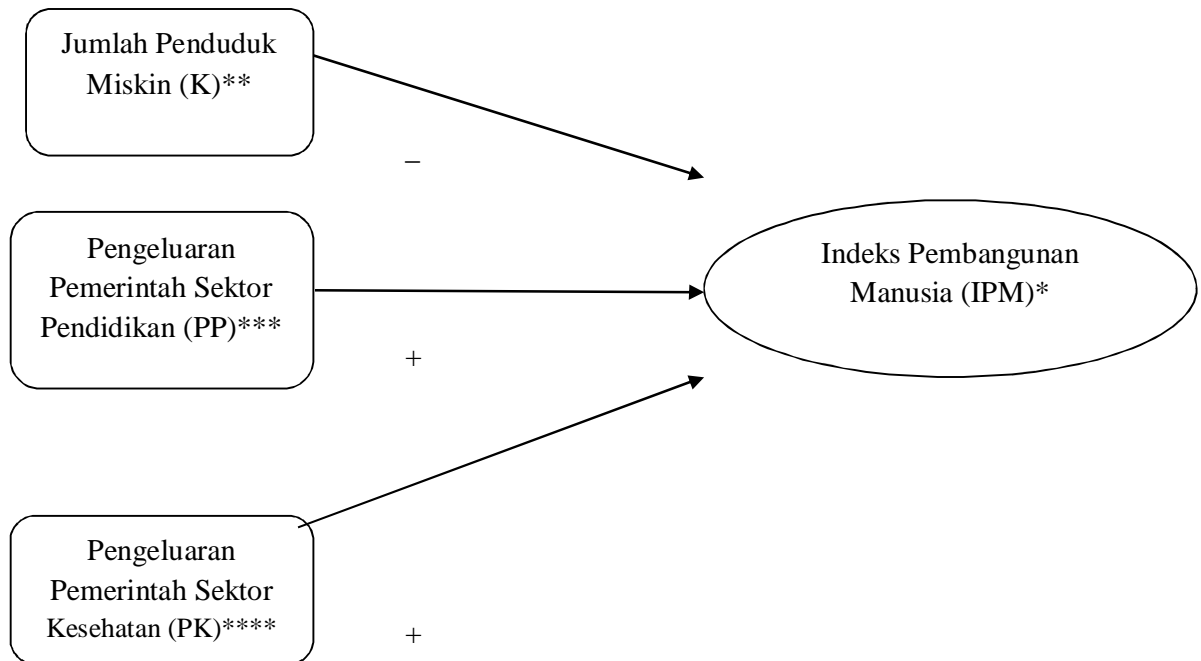 Jumlah Penduduk
Miskin (K)**
–
Pengeluaran
Pemerintah Sektor
Pendidikan (PP)***
+
Indeks Pembangunan
Manusia (IPM)*
Pengeluaran
Pemerintah Sektor
Kesehatan (PK)****
+